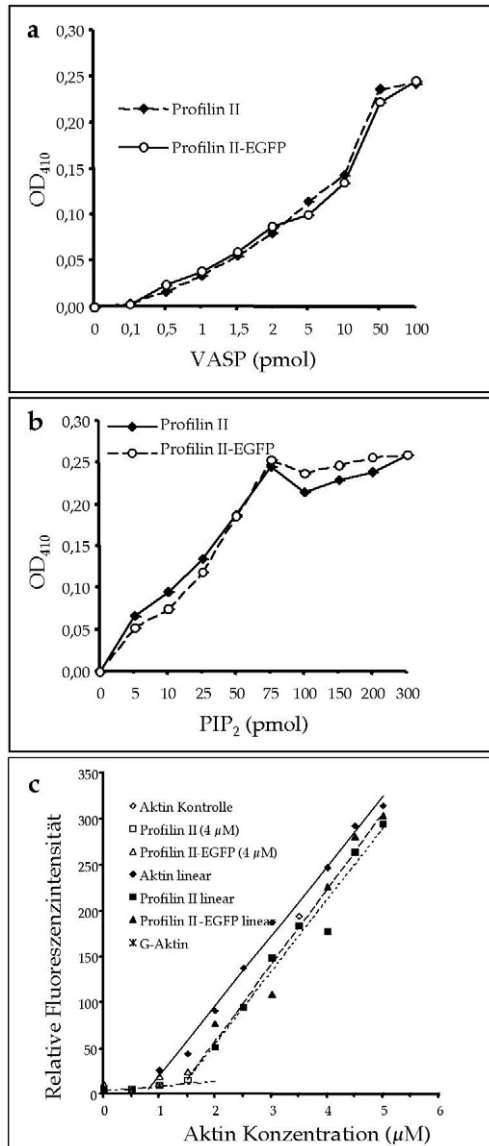 a
0,30
0,25
0,20
0,15
0,10
0,05
0,00
OD410
Profilin II
Profilin II-EGFP
0 0,1 0,5 1 1,5 2 5 10 50 100
VASP (pmol)
b
0,30
0,25
0,20
0,15
0,10
0,05
0,00
OD410
Profilin II
Profilin II-EGFP
0 5 10 25 50 75 100 150 200 300
PIP2 (pmol)
c
350
300
250
200
150
100
50
0
Relative Fluoreszenzintensität
Aktin Kontrolle
Profilin II (4 µM)
Profilin II-EGFP (4 µM)
Aktin linear
Profilin II linear
Profilin II -EGFP linear
G-Aktin
0 1 2 3 4 5 6
Aktin Konzentration (µM)